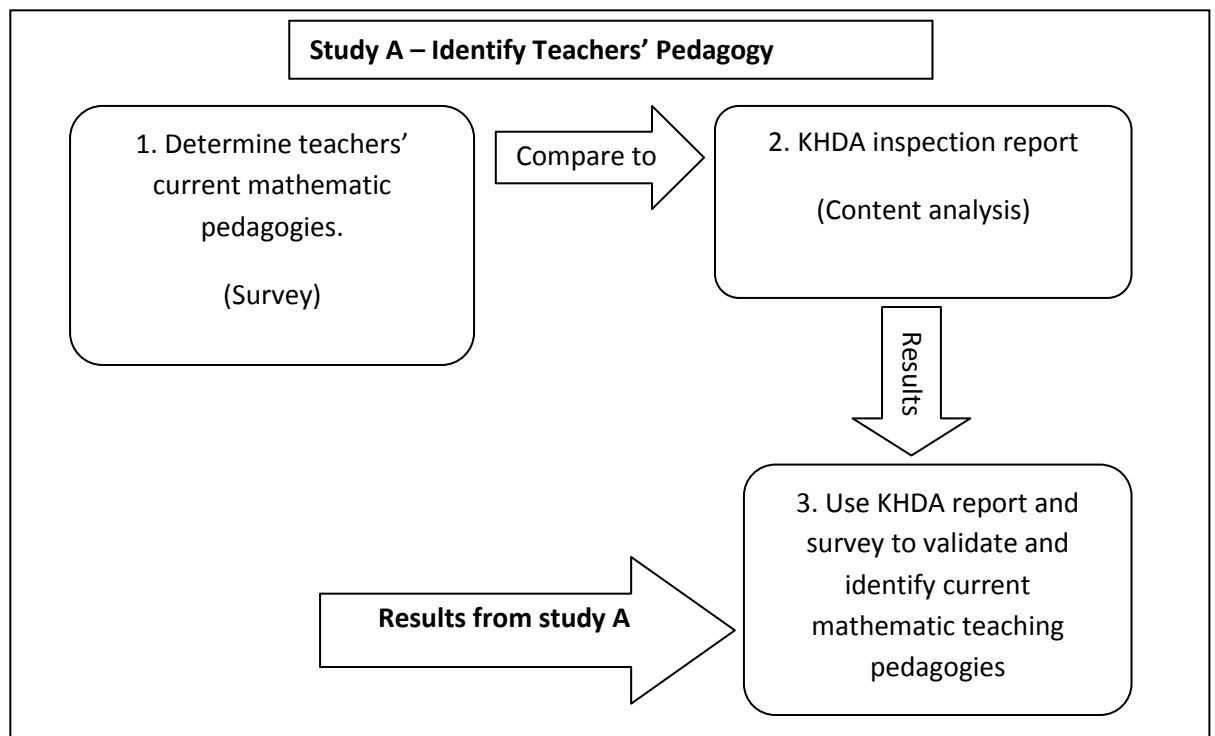 Study A – Identify Teachers’ Pedagogy
1. Determine teachers’
current mathematic
pedagogies.
(Survey)
Compare to
2. KHDA inspection report
(Content analysis)
Results
3. Use KHDA report and
survey to validate and
identify current
mathematic teaching
pedagogies
Results from study A